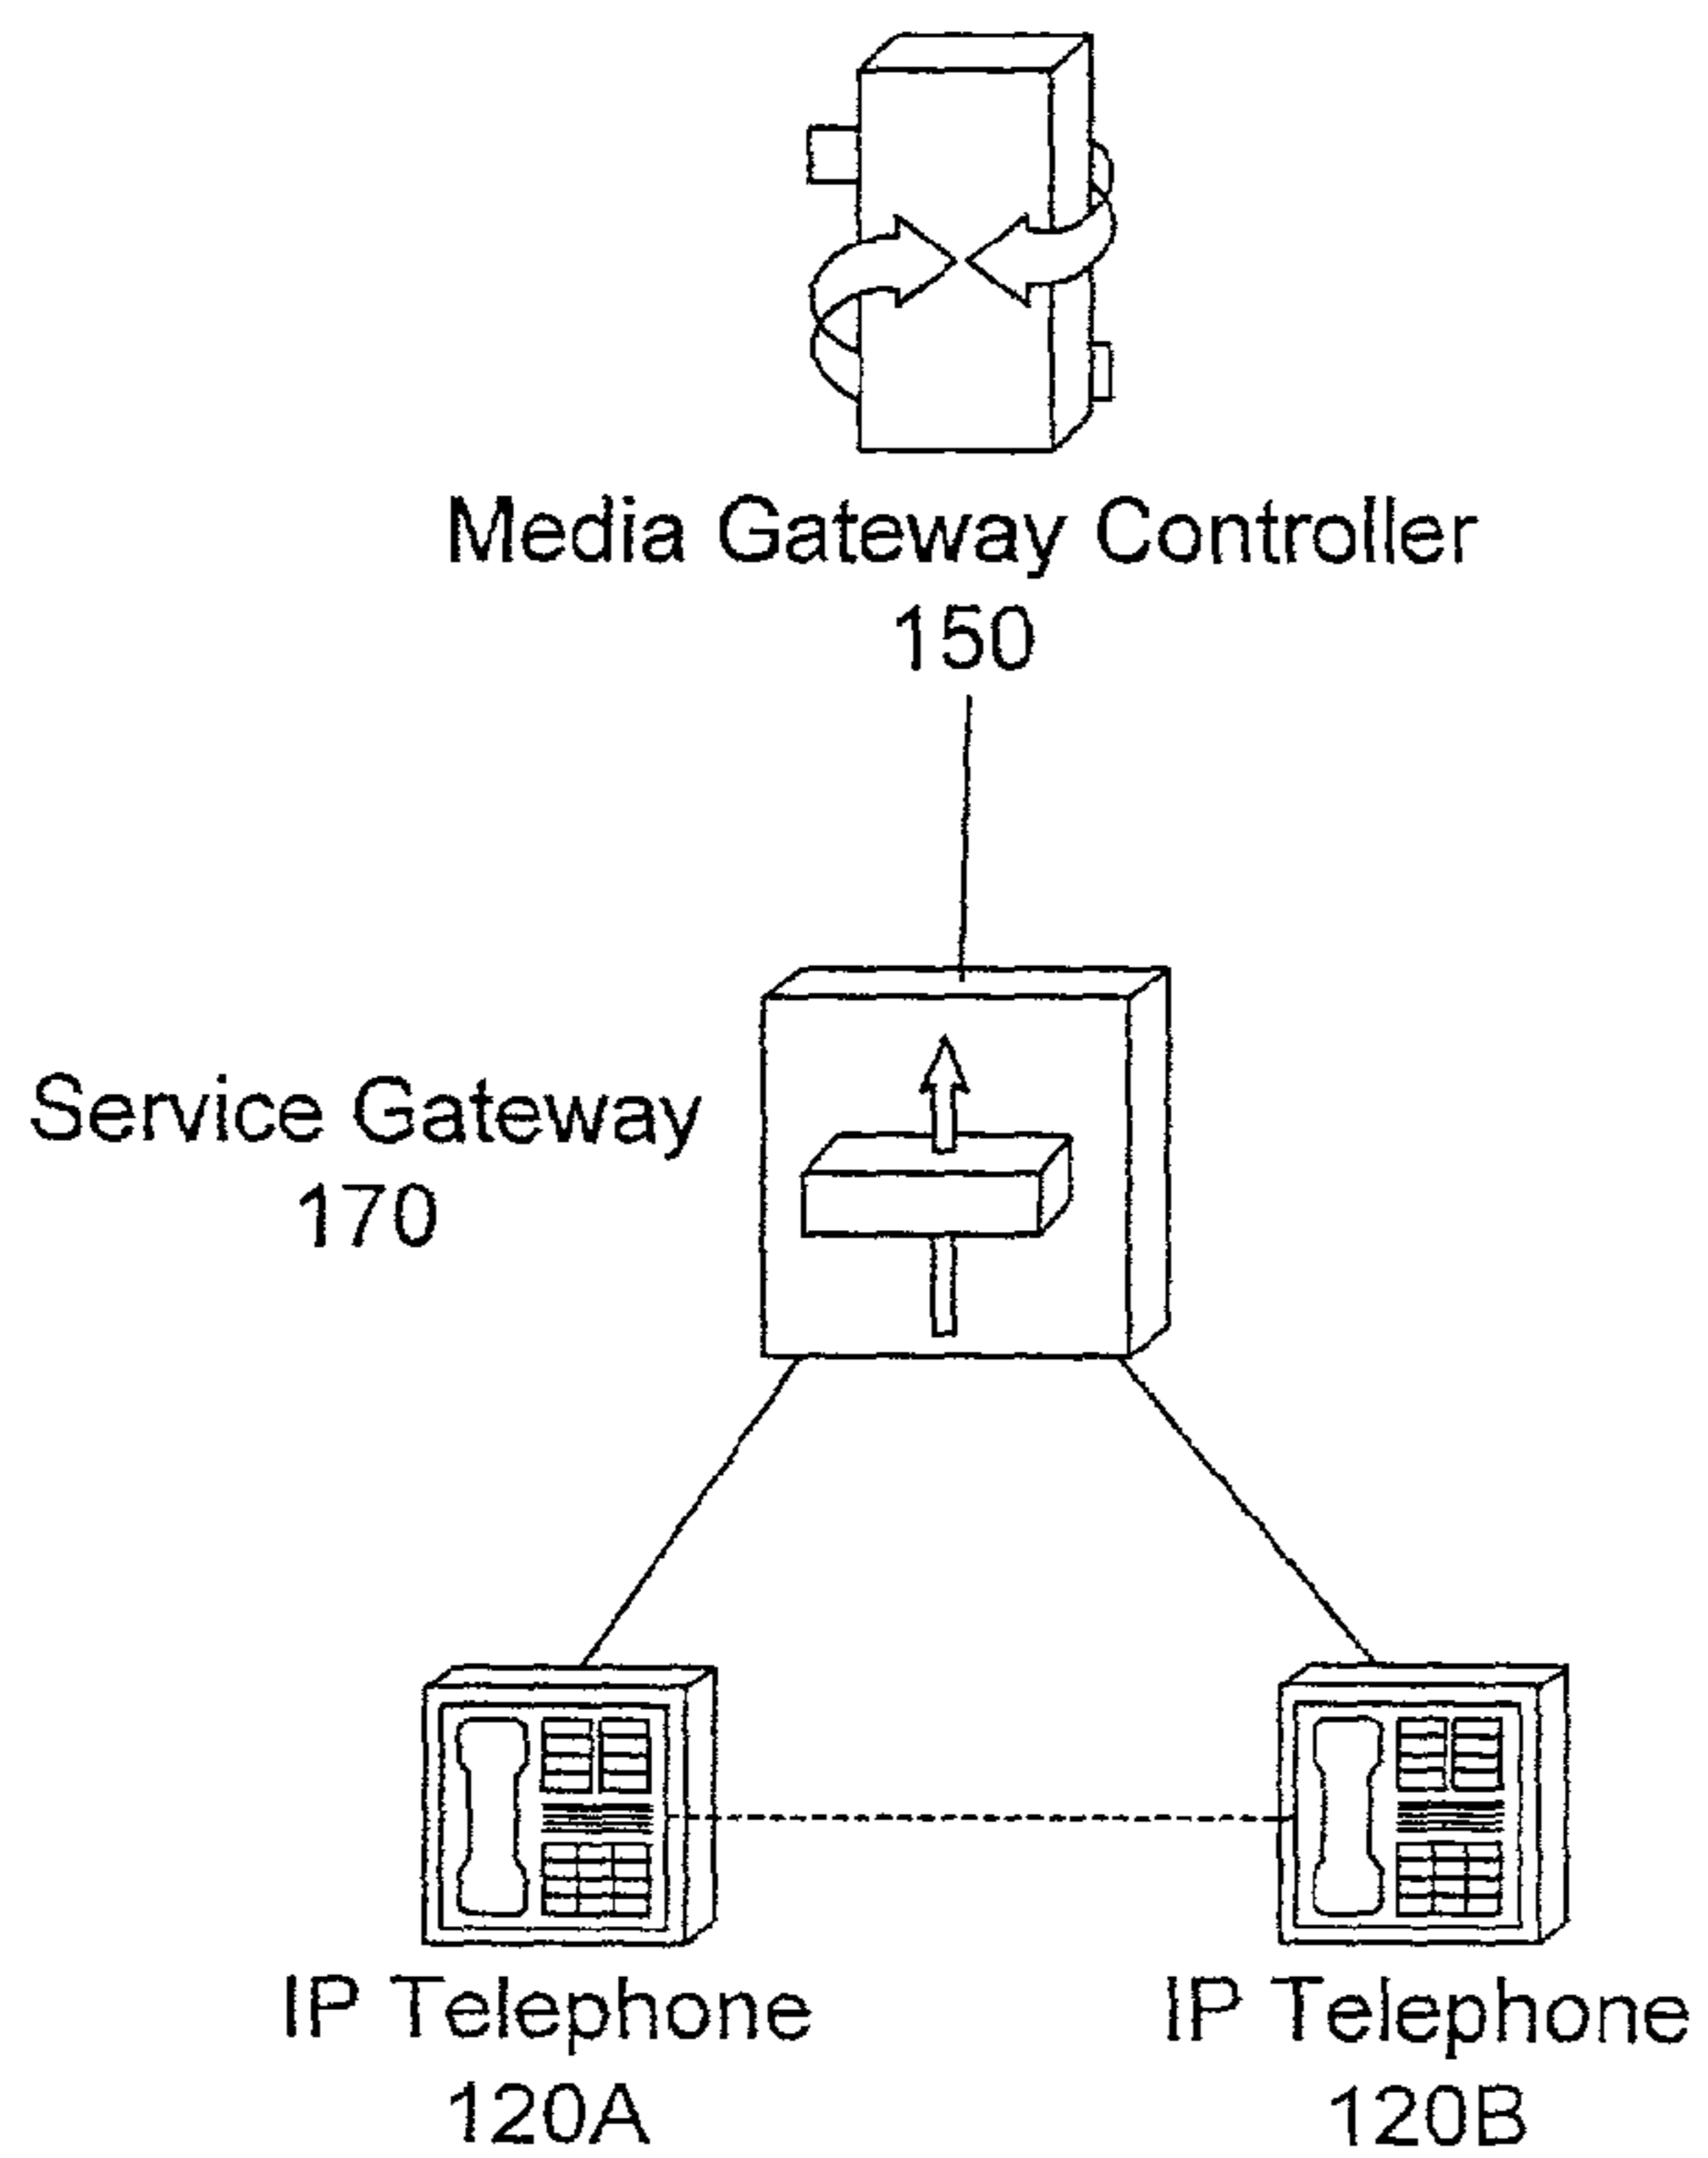 Media Gateway Controller
150
Service Gateway
170
IP Telephone
120A
IP Telephone
120B